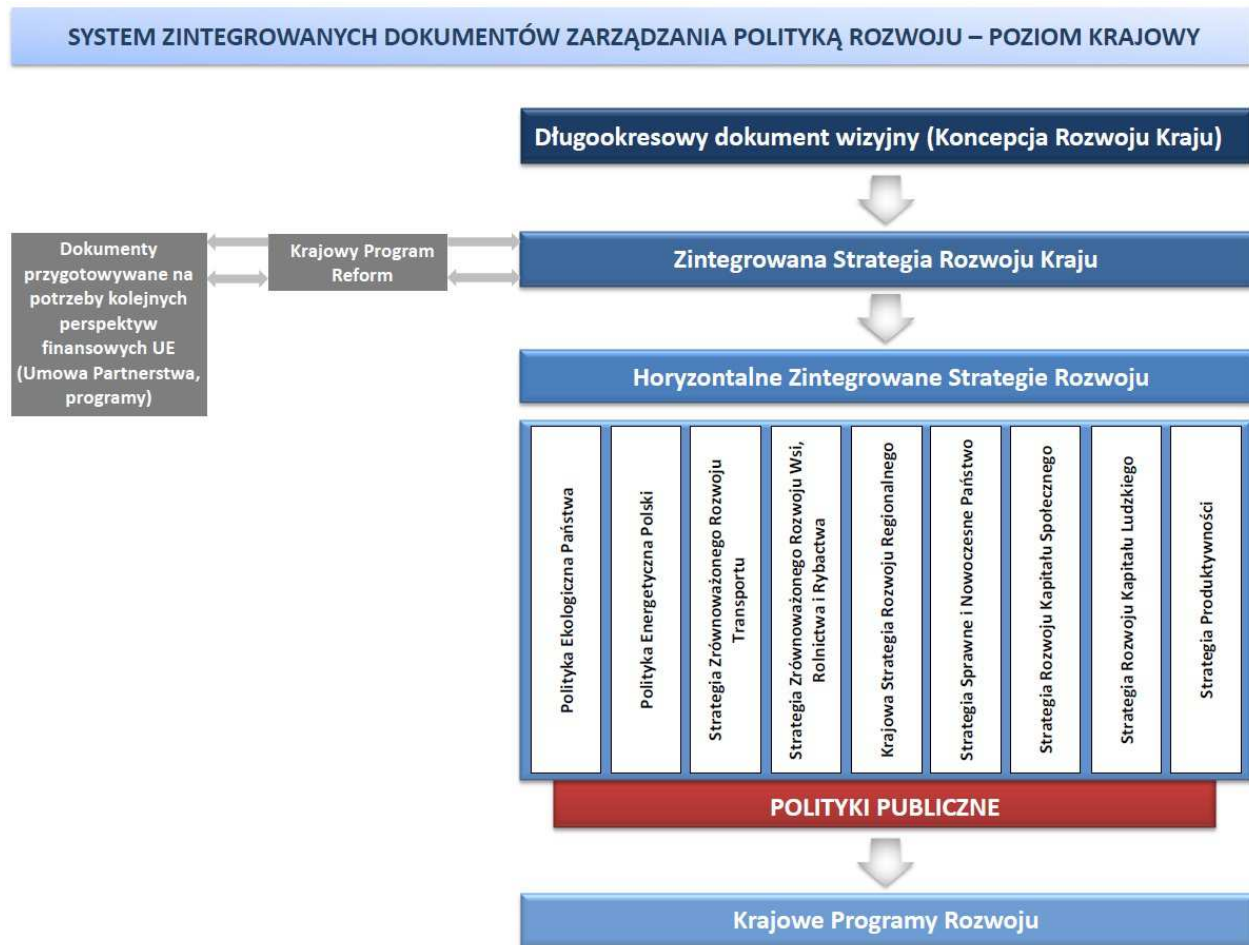 SYSTEM ZINTEGROWANYCH DOKUMENTÓW ZARZĄDZANIA POLITYKĄ ROZWOJU – POZIOM KRAJOWY
Długookresowy dokument wizyjny (Koncepcja Rozwoju Kraju)
Dokumenty
przygotowywane na
potrzeby kolejnych
perspektyw
finansowych UE
(Umowa Partnerstwa,
programy)
Krajowy Program
Reform
Zintegrowana Strategia Rozwoju Kraju
Horyzontalne Zintegrowane Strategie Rozwoju
Polityka Ekologiczna Państwa
Polityka Energetyczna Polski
Strategia Zrównoważonego Rozwoju
Transportu
Strategia Zrównoważonego Rozwoju Wsi,
Rolnictwa i Rybactwa
Krajowa Strategia Rozwoju Regionalnego
Strategia Sprawne i Nowoczesne Państwo
Strategia Rozwoju Kapitału Społecznego
Strategia Rozwoju Kapitału Ludzkiego
Strategia Produktywności
POLITYKI PUBLICZNE
Krajowe Programy Rozwoju